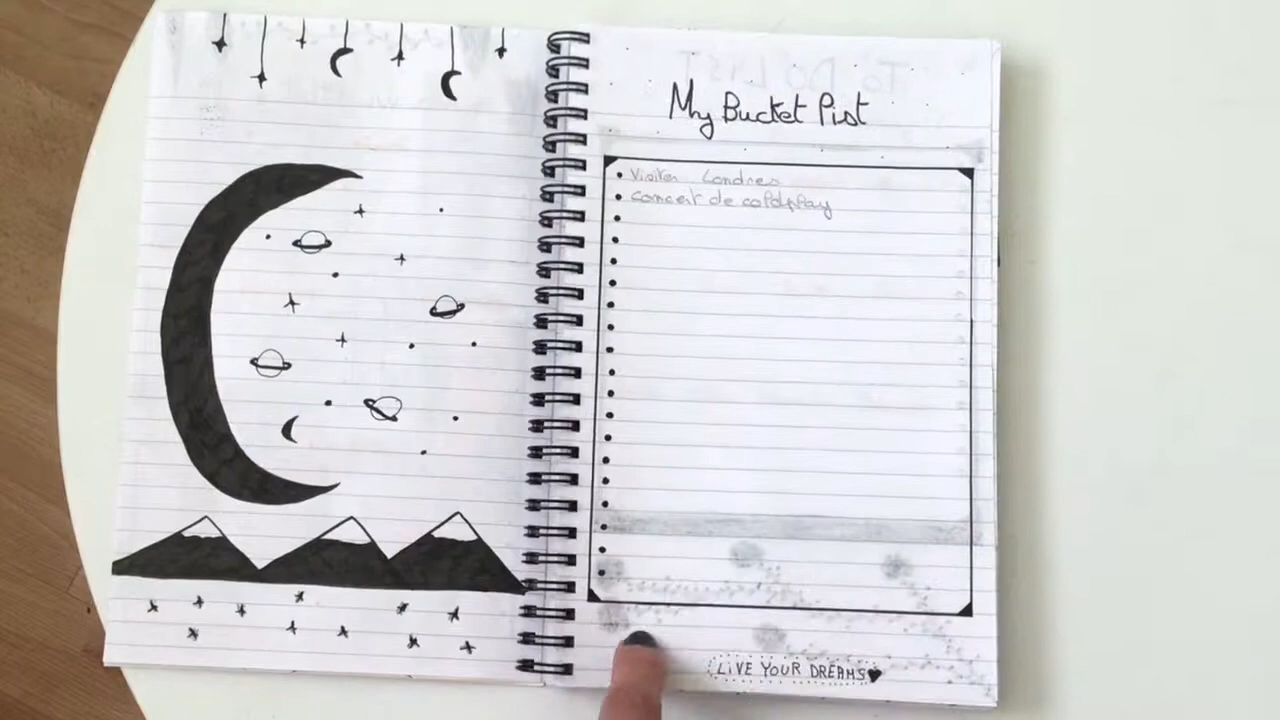 My Bucket List
Visiter Londres
concert de coldplay
LiVE YOUR DREAMS